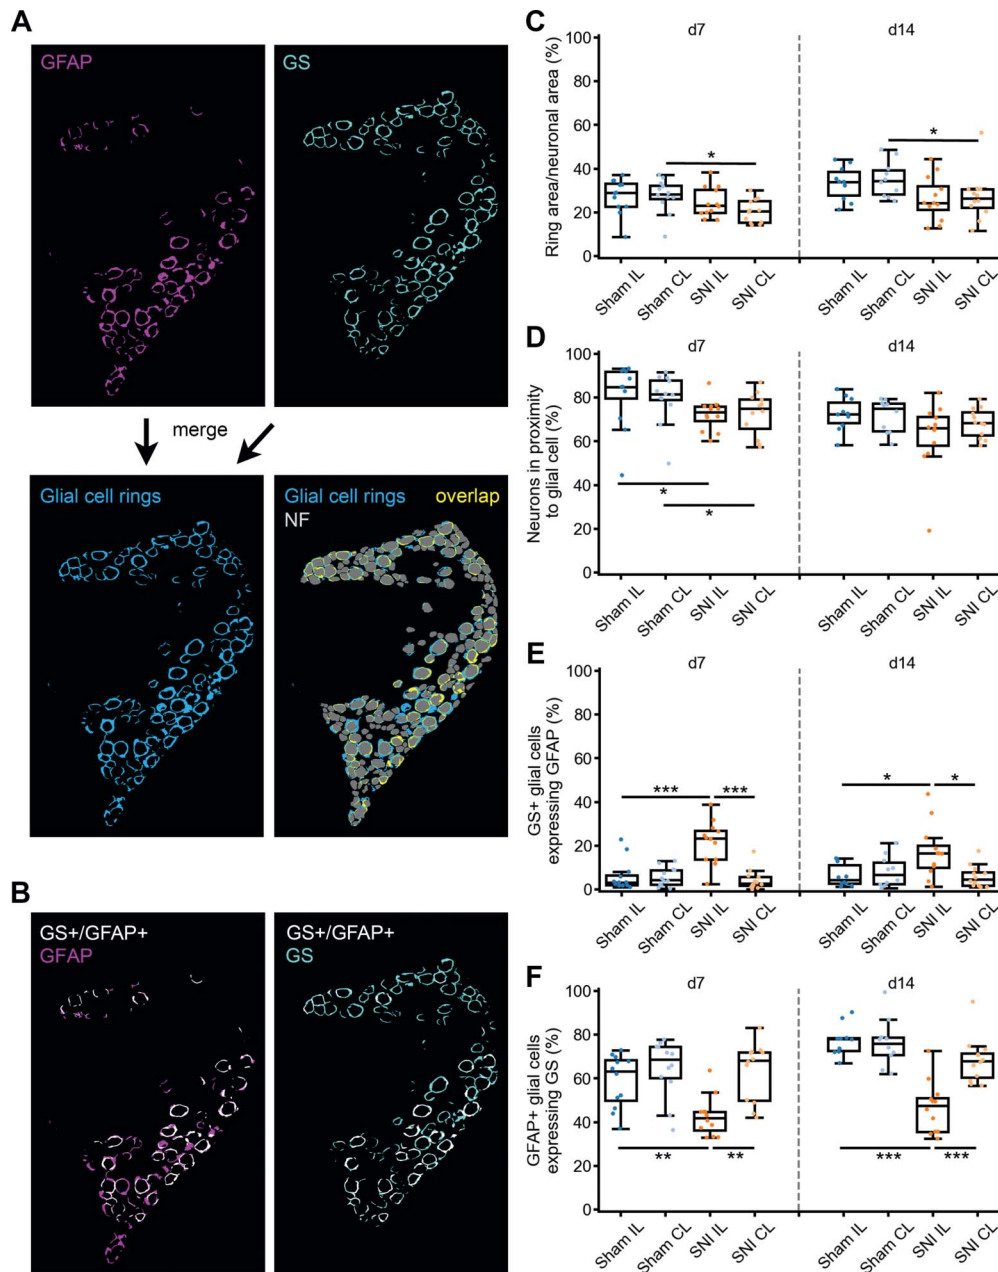 A
GFAP
GS
merge
Glial cell rings
Glial cell rings overlap
NF
B
GS+/GFAP+
GFAP
GS+/GFAP+
GS
C
d7 d14
Ring area/neuronal area (%)
100
80
60
40
20
0
* *
Sham IL Sham CL SNI IL SNI CL Sham IL Sham CL SNI IL SNI CL
D
d7 d14
Neurons in proximity
to glial cell (%)
100
80
60
40
20
0
*
*
Sham IL Sham CL SNI IL SNI CL Sham IL Sham CL SNI IL SNI CL
E
d7 d14
GS+ glial cells
expressing GFAP (%)
100
80
60
40
20
0
*** *** * *
Sham IL Sham CL SNI IL SNI CL Sham IL Sham CL SNI IL SNI CL
F
d7 d14
GFAP+ glial cells
expressing GS (%)
100
80
60
40
20
0
** ** *** ***
Sham IL Sham CL SNI IL SNI CL Sham IL Sham CL SNI IL SNI CL